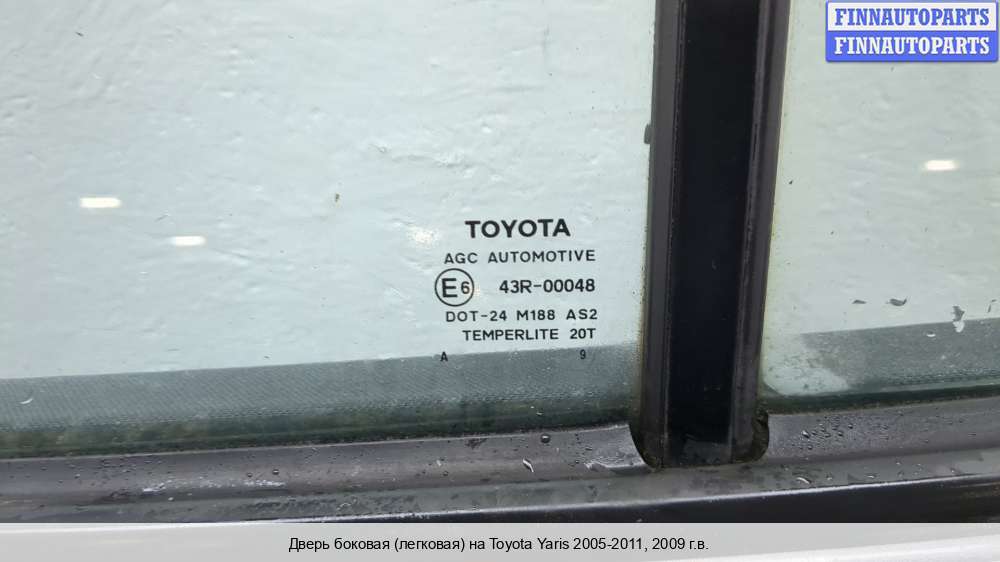 FINNAUTOPARTS
FINNAUTOPARTS
TOYOTA
AGC AUTOMOTIVE
E6 43R-00048
DOT-24 M188 AS2
TEMPERLITE 20T
A 9
Дверь боковая (легковая) на Toyota Yaris 2005-2011, 2009 г.в.